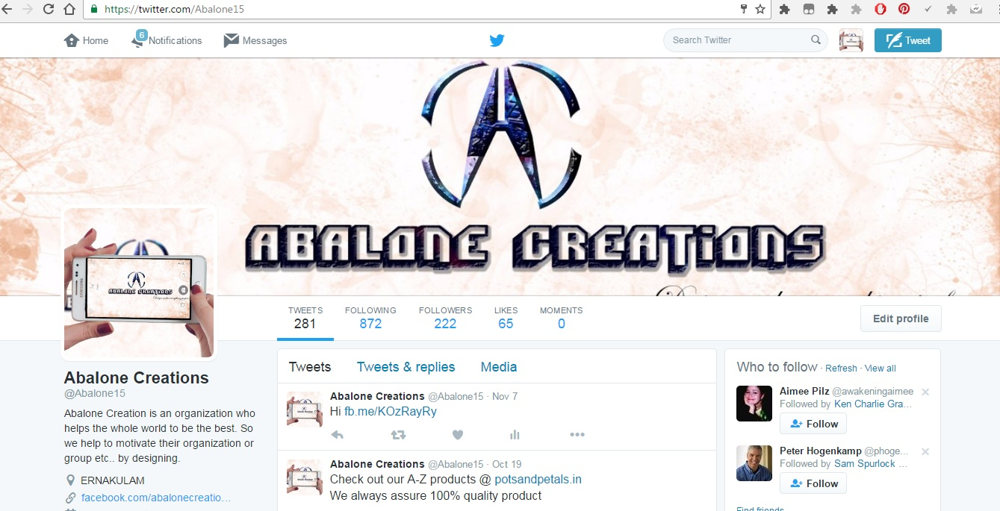 https://twitter.com/Abalone15
Home
6
Notifications
Messages
Search Twitter
Tweet
ABALONE CREATIONS
SAMSUNG
ABALONE CREATIONS
TWEETS
281
FOLLOWING
872
FOLLOWERS
222
LIKES
65
MOMENTS
0
Edit profile
Abalone Creations
@Abalone15
Abalone Creation is an organization who
helps the whole world to be the best. So
we help to motivate their organization or
group etc.. by designing.
ERNAKULAM
facebook.com/abalonecreatio…
Tweets
Tweets & replies
Media
Abalone Creations @Abalone15 · Nov 7
Hi fb.me/KOzRayRy
Abalone Creations @Abalone15 · Oct 19
Check out our A-Z products @ potsandpetals.in
We always assure 100% quality product
Who to follow · Refresh · View all
Aimee Pilz @awakeningaimee
Followed by Ken Charlie Gra...
Follow
Peter Hogenkamp @phoge...
Followed by Sam Spurlock ...
Follow
Find friends